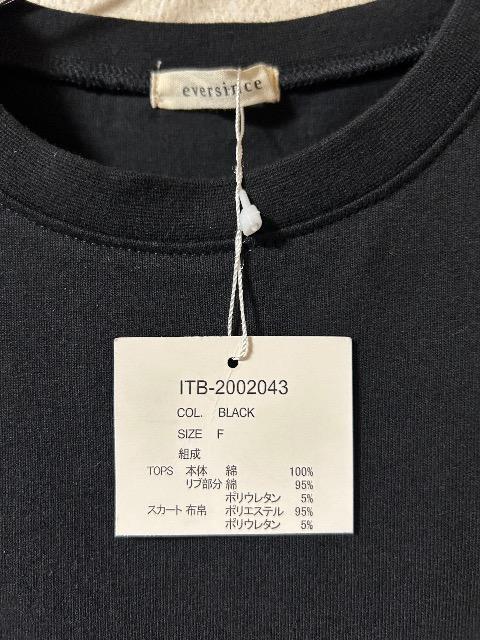 eversince
ITB-2002043
COL. BLACK
SIZE F
組成
TOPS 本体 綿 100%
リブ部分 綿 95%
ポリウレタン 5%
スカート 布帛 ポリエステル 95%
ポリウレタン 5%